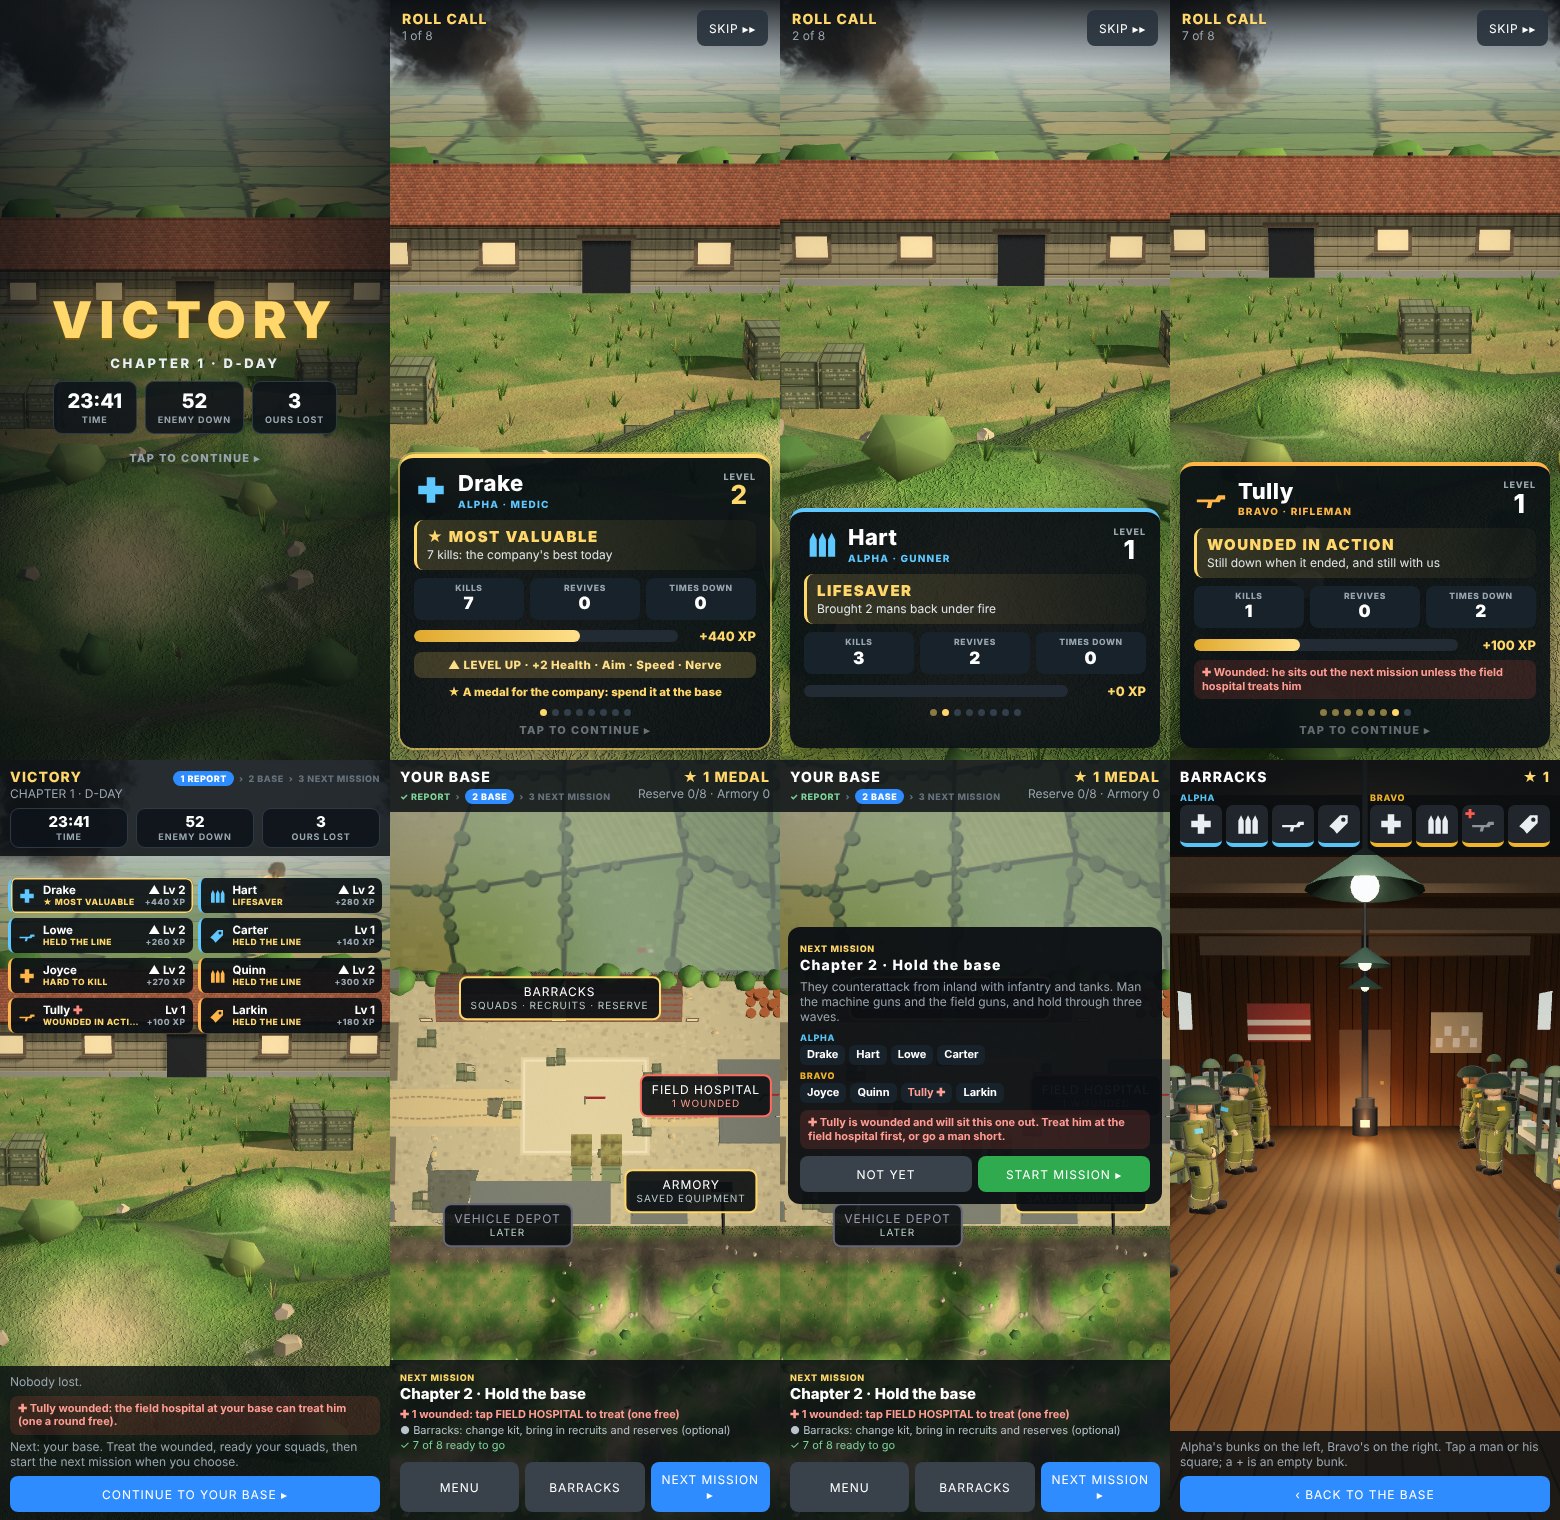 VICTORY
CHAPTER 1 · D-DAY
23:41
TIME
52
ENEMY DOWN
3
OURS LOST
TAP TO CONTINUE ▸
ROLL CALL
1 of 8
SKIP ▸▸
Drake
ALPHA · MEDIC
LEVEL
2
★ MOST VALUABLE
7 kills: the company's best today
KILLS
7
REVIVES
0
TIMES DOWN
0
+440 XP
▲ LEVEL UP · +2 Health · Aim · Speed · Nerve
★ A medal for the company: spend it at the base
TAP TO CONTINUE ▸
ROLL CALL
2 of 8
SKIP ▸▸
Hart
ALPHA · GUNNER
LEVEL
1
LIFESAVER
Brought 2 mans back under fire
KILLS
3
REVIVES
2
TIMES DOWN
0
+0 XP
ROLL CALL
7 of 8
SKIP ▸▸
Tully
BRAVO · RIFLEMAN
LEVEL
1
WOUNDED IN ACTION
Still down when it ended, and still with us
KILLS
1
REVIVES
0
TIMES DOWN
2
+100 XP
✚ Wounded: he sits out the next mission unless the field
hospital treats him
TAP TO CONTINUE ▸
VICTORY
CHAPTER 1 · D-DAY
1 REPORT › 2 BASE › 3 NEXT MISSION
23:41
TIME
52
ENEMY DOWN
3
OURS LOST
Drake ▲ Lv 2
★ MOST VALUABLE +440 XP
Hart ▲ Lv 2
LIFESAVER +280 XP
Lowe ▲ Lv 2
HELD THE LINE +260 XP
Carter Lv 1
HELD THE LINE +140 XP
Joyce ▲ Lv 2
HARD TO KILL +270 XP
Quinn ▲ Lv 2
HELD THE LINE +300 XP
Tully ✚ Lv 1
WOUNDED IN ACTI... +100 XP
Larkin Lv 1
HELD THE LINE +180 XP
Nobody lost.
✚ Tully wounded: the field hospital at your base can treat him
(one a round free).
Next: your base. Treat the wounded, ready your squads, then
start the next mission when you choose.
CONTINUE TO YOUR BASE ▸
YOUR BASE
★ 1 MEDAL
✓ REPORT › 2 BASE › 3 NEXT MISSION
Reserve 0/8 · Armory 0
BARRACKS
SQUADS · RECRUITS · RESERVE
FIELD HOSPITAL
1 WOUNDED
ARMORY
SAVED EQUIPMENT
VEHICLE DEPOT
LATER
NEXT MISSION
Chapter 2 · Hold the base
✚ 1 wounded: tap FIELD HOSPITAL to treat (one free)
● Barracks: change kit, bring in recruits and reserves (optional)
✓ 7 of 8 ready to go
MENU
BARRACKS
NEXT MISSION
▸
YOUR BASE
★ 1 MEDAL
✓ REPORT › 2 BASE › 3 NEXT MISSION
Reserve 0/8 · Armory 0
NEXT MISSION
Chapter 2 · Hold the base
They counterattack from inland with infantry and tanks. Man
the machine guns and the field guns, and hold through three
waves.
ALPHA
Drake Hart Lowe Carter
FIELD HOSPITAL
BRAVO
Joyce Quinn Tully ✚ Larkin
✚ Tully is wounded and will sit this one out. Treat him at the
field hospital first, or go a man short.
NOT YET
START MISSION ▸
SAVED EQUIPMENT
VEHICLE DEPOT
LATER
NEXT MISSION
Chapter 2 · Hold the base
✚ 1 wounded: tap FIELD HOSPITAL to treat (one free)
● Barracks: change kit, bring in recruits and reserves (optional)
✓ 7 of 8 ready to go
MENU
BARRACKS
NEXT MISSION
▸
BARRACKS
★ 1
ALPHA
BRAVO
Alpha's bunks on the left, Bravo's on the right. Tap a man or his
square; a + is an empty bunk.
‹ BACK TO THE BASE